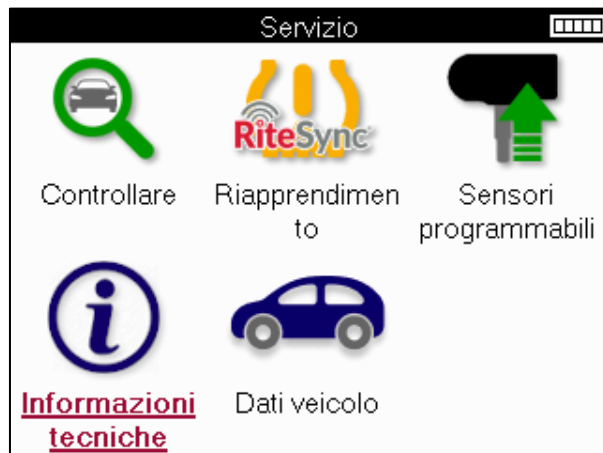 Servizio
RiteSync
Controllare Riapprendimen Sensori
to programmabili
Informazioni Dati veicolo
tecniche